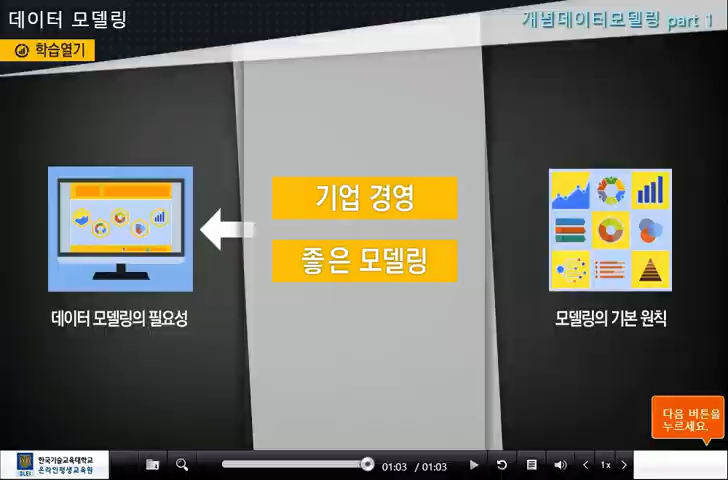 데이터 모델링
개념데이터모델링 part 1
학습열기
기업 경영
좋은 모델링
데이터 모델링의 필요성
모델링의 기본 원칙
다음 버튼을
누르세요.
한국기술교육대학교
온라인평생교육원
01:03 / 01:03
1x